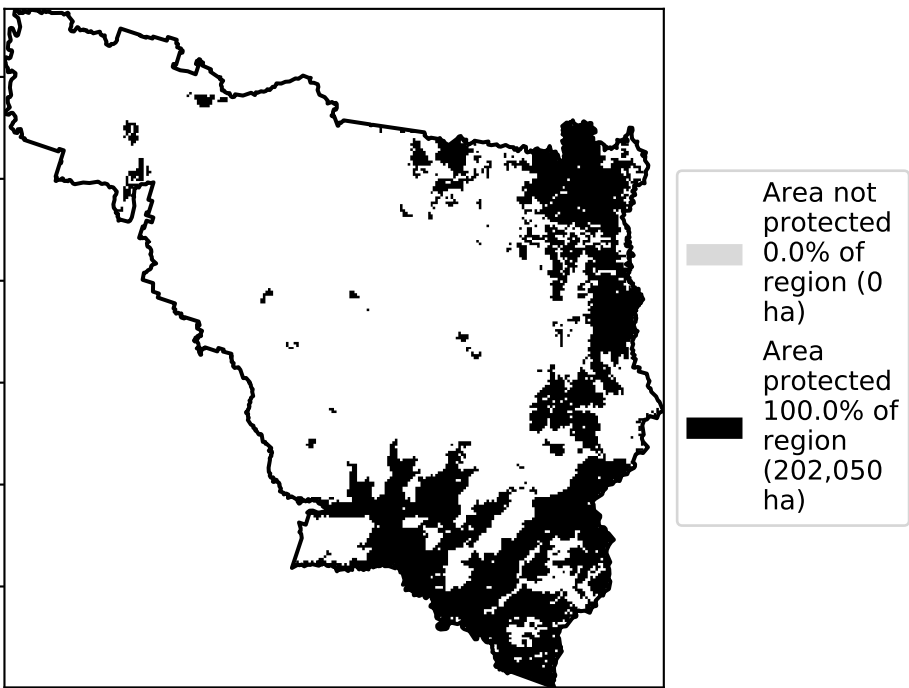 Area not
protected
0.0% of
region (0
ha)
Area
protected
100.0% of
region
(202,050
ha)